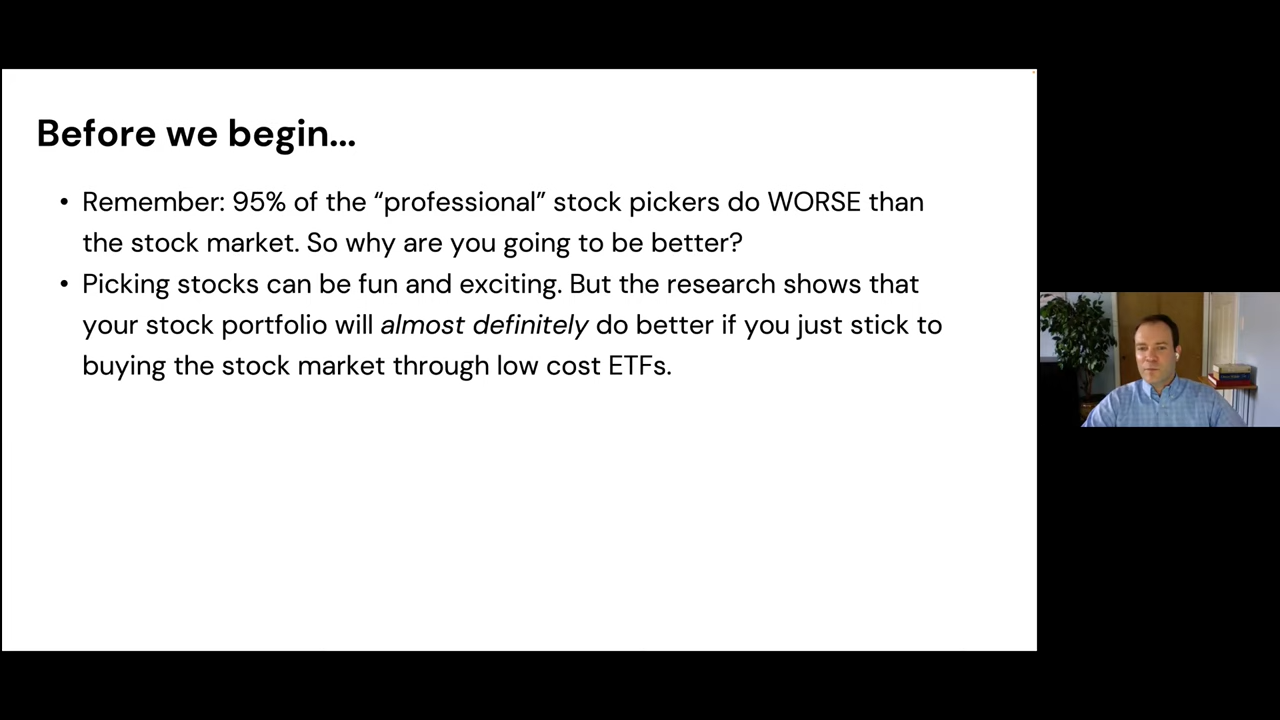 Before we begin...
• Remember: 95% of the “professional” stock pickers do WORSE than
the stock market. So why are you going to be better?
• Picking stocks can be fun and exciting. But the research shows that
your stock portfolio will almost definitely do better if you just stick to
buying the stock market through low cost ETFs.